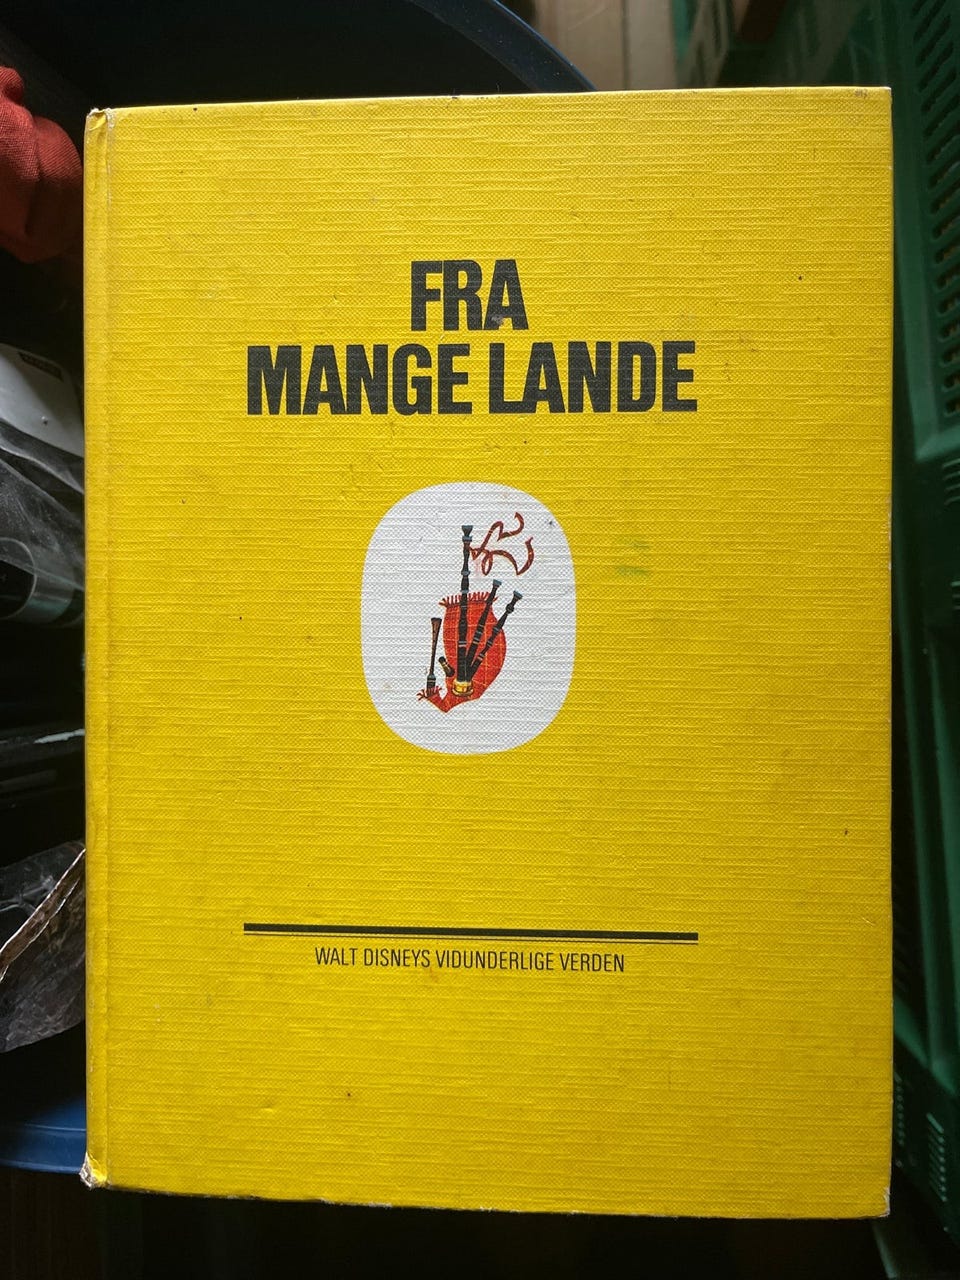 FRA
MANGE LANDE
WALT DISNEYS VIDUNDERLIGE VERDEN